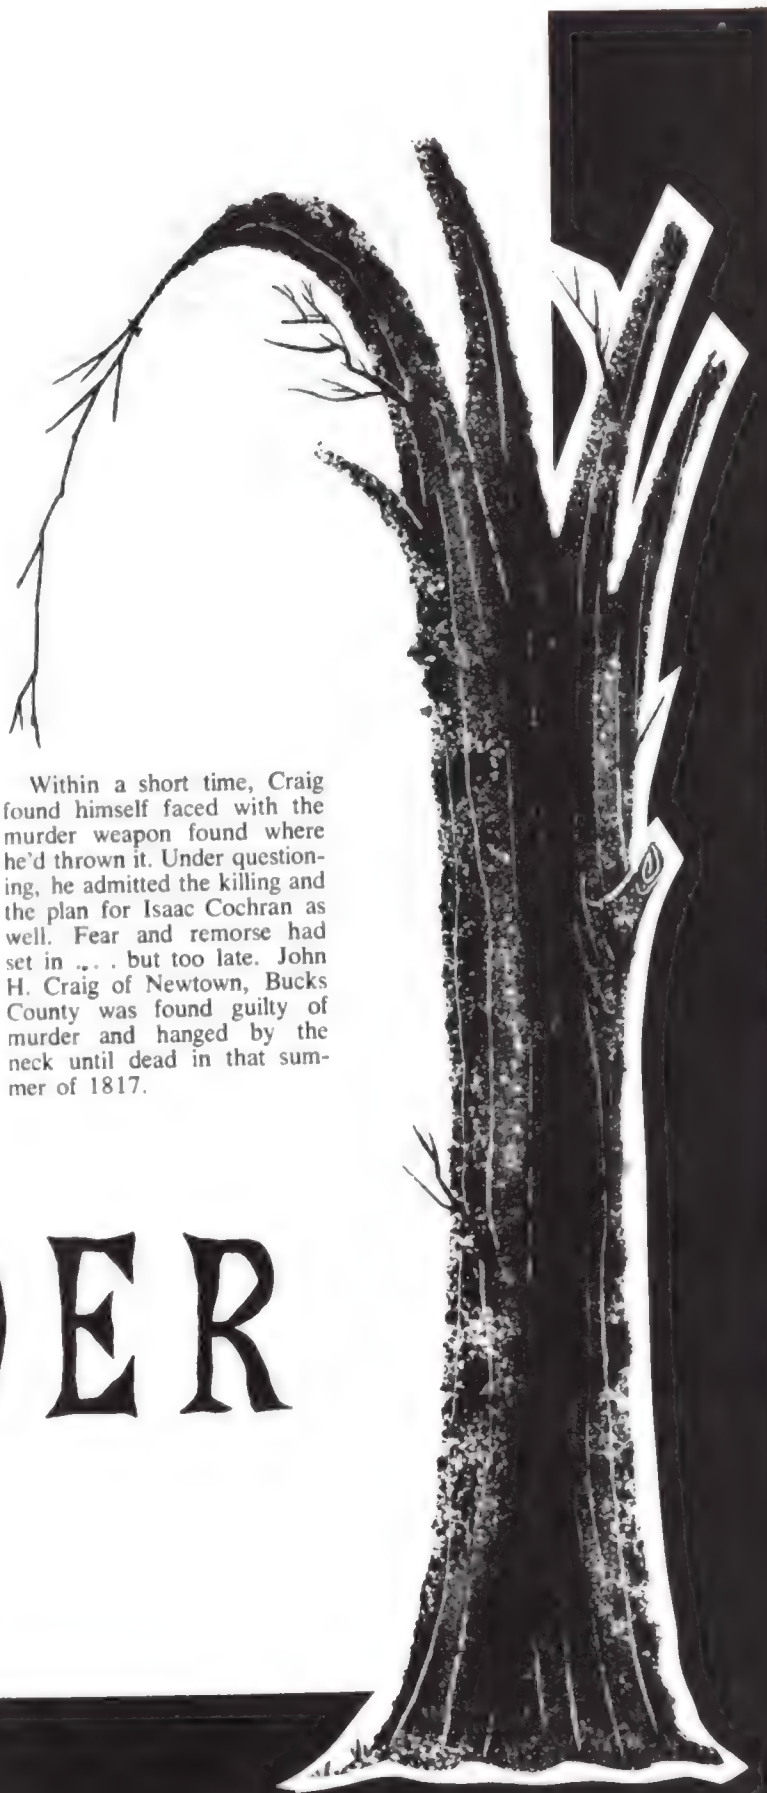 Within a short time, Craig
found himself faced with the
murder weapon found where
he'd thrown it. Under question-
ing, he admitted the killing and
the plan for Isaac Cochran as
well. Fear and remorse had
set in . . . but too late. John
H. Craig of Newtown, Bucks
County was found guilty of
murder and hanged by the
neck until dead in that sum-
mer of 1817.
DER